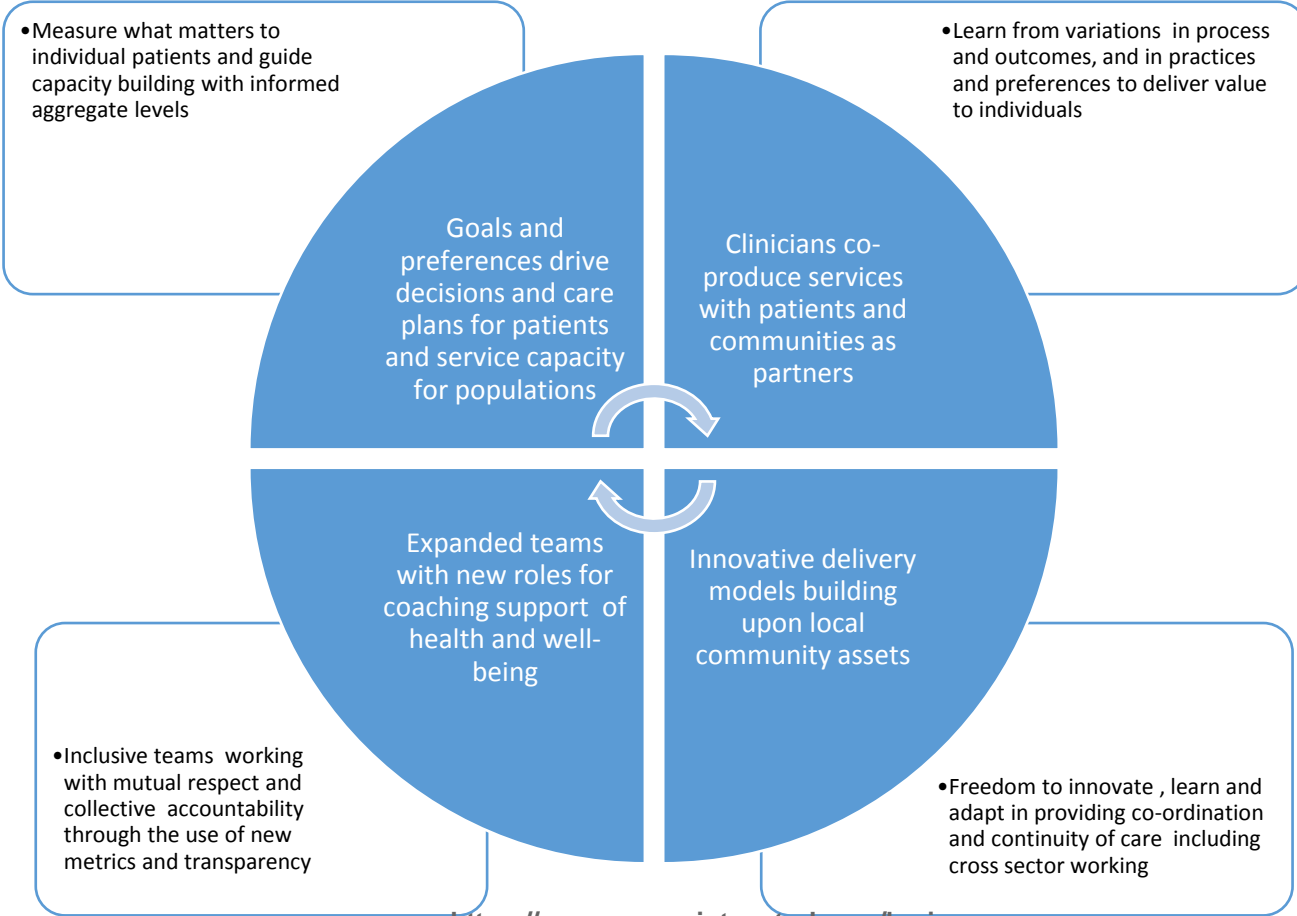 •Measure what matters to
individual patients and guide
capacity building with informed
aggregate levels
•Learn from variations in process
and outcomes, and in practices
and preferences to deliver value
to individuals
Goals and
preferences drive
decisions and care
plans for patients
and service capacity
for populations
Clinicians co-
produce services
with patients and
communities as
partners
Expanded teams
with new roles for
coaching support of
health and well-
being
Innovative delivery
models building
upon local
community assets
•Inclusive teams working
with mutual respect and
collective accountability
through the use of new
metrics and transparency
•Freedom to innovate , learn and
adapt in providing co-ordination
and continuity of care including
cross sector working